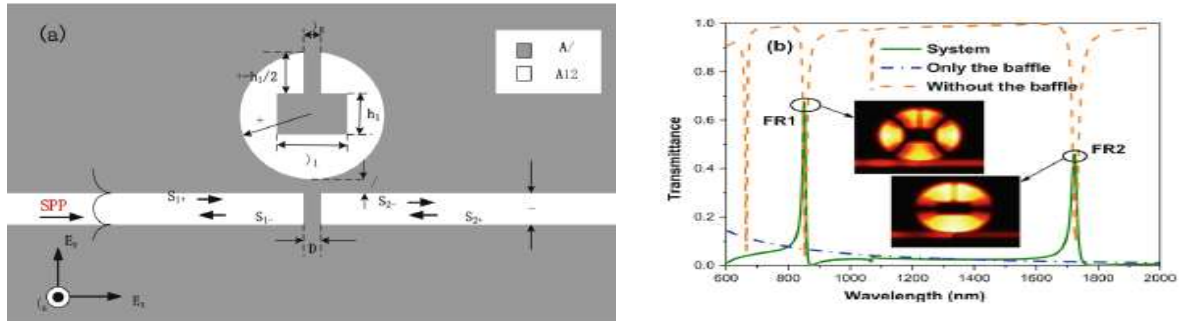 (a)
A/
A12
h₁/2
h₁
SPP
S₁₊
S₁₋
S₂₋
S₂₊
D
Eᵧ
Eₓ
(b)
System
Only the baffle
Without the baffle
FR1
FR2
Transmittance
1.0
0.8
0.6
0.4
0.2
0.0
600 800 1000 1200 1400 1600 1800 2000
Wavelength (nm)